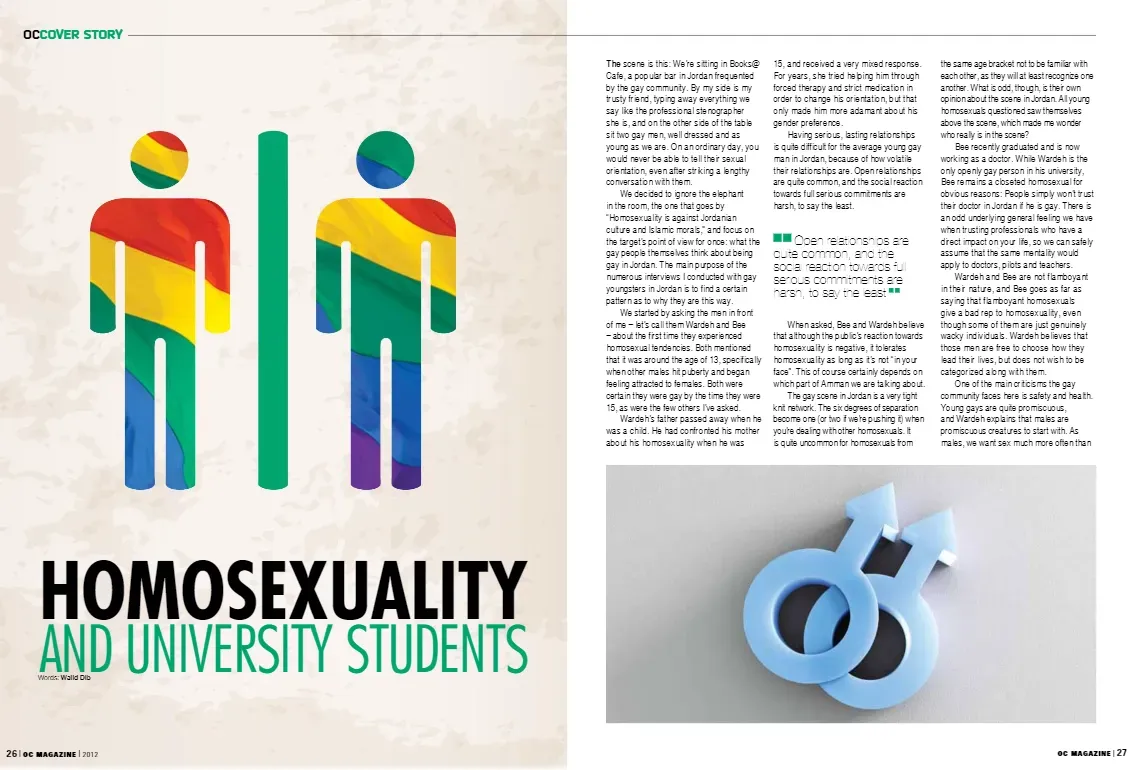 OCCOVER STORY
HOMOSEXUALITY
AND UNIVERSITY STUDENTS
Words: Walid Dib
26 | OC MAGAZINE | 2012
The scene is this: We're sitting in Books@
Cafe, a popular bar in Jordan frequented
by the gay community. By my side is my
trusty friend, typing away everything we
say like the professional stenographer
she is, and on the other side of the table
sit two gay men, well dressed and as
young as we are. On an ordinary day, you
would never be able to tell their sexual
orientation, even after striking a lengthy
conversation with them.
We decided to ignore the elephant
in the room, the one that goes by
"Homosexuality is against Jordanian
culture and Islamic morals," and focus on
the target's point of view for once: what the
gay people themselves think about being
gay in Jordan. The main purpose of the
numerous interviews I conducted with gay
youngsters in Jordan is to find a certain
pattern as to why they are this way.
We started by asking the men in front
of me – let's call them Wardeh and Bee
– about the first time they experienced
homosexual tendencies. Both mentioned
that it was around the age of 13, specifically
when other males hit puberty and began
feeling attracted to females. Both were
certain they were gay by the time they were
15, as were the few others I've asked.
Wardeh's father passed away when he
was a child. He had confronted his mother
about his homosexuality when he was
15, and received a very mixed response.
For years, she tried helping him through
forced therapy and strict medication in
order to change his orientation, but that
only made him more adamant about his
gender preference.
Having serious, lasting relationships
is quite difficult for the average young gay
man in Jordan, because of how volatile
their relationships are. Open relationships
are quite common, and the social reaction
towards full serious commitments are
harsh, to say the least.
Open reationships are
quite common, and the
social reaction towards full
serious commitments are
harsh, to say the least
When asked, Bee and Wardeh believe
that although the public's reaction towards
homosexuality is negative, it tolerates
homosexuality as long as it's not "in your
face". This of course certainly depends on
which part of Amman we are talking about.
The gay scene in Jordan is a very tight
knit network. The six degrees of separation
become one (or two if we're pushing it) when
you're dealing with other homosexuals. It
is quite uncommon for homosexuals from
the same age bracket not to be familiar with
each other, as they will at least recognize one
another. What is odd, though, is their own
opinion about the scene in Jordan. All young
homosexuals questioned saw themselves
above the scene, which made me wonder
who really is in the scene?
Bee recently graduated and is now
working as a doctor. While Wardeh is the
only openly gay person in his university,
Bee remains a closeted homosexual for
obvious reasons: People simply won't trust
their doctor in Jordan if he is gay. There is
an odd underlying general feeling we have
when trusting professionals who have a
direct impact on your life, so we can safely
assume that the same mentality would
apply to doctors, pilots and teachers.
Wardeh and Bee are not flamboyant
in their nature, and Bee goes as far as
saying that flamboyant homosexuals
give a bad rep to homosexuality, even
though some of them are just genuinely
wacky individuals. Wardeh believes that
those men are free to choose how they
lead their lives, but does not wish to be
categorized along with them.
One of the main criticisms the gay
community faces here is safety and health.
Young gays are quite promiscuous,
and Wardeh explains that males are
promiscuous creatures to start with. As
males, we want sex much more often than
OC MAGAZINE | 27